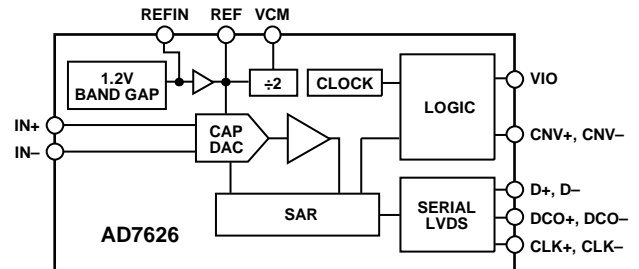 REFIN REF VCM
1.2V
BAND GAP
÷2
CLOCK
LOGIC
VIO
CNV+, CNV–
IN+
IN–
CAP
DAC
SAR
SERIAL
LVDS
D+, D–
DCO+, DCO–
CLK+, CLK–
AD7626